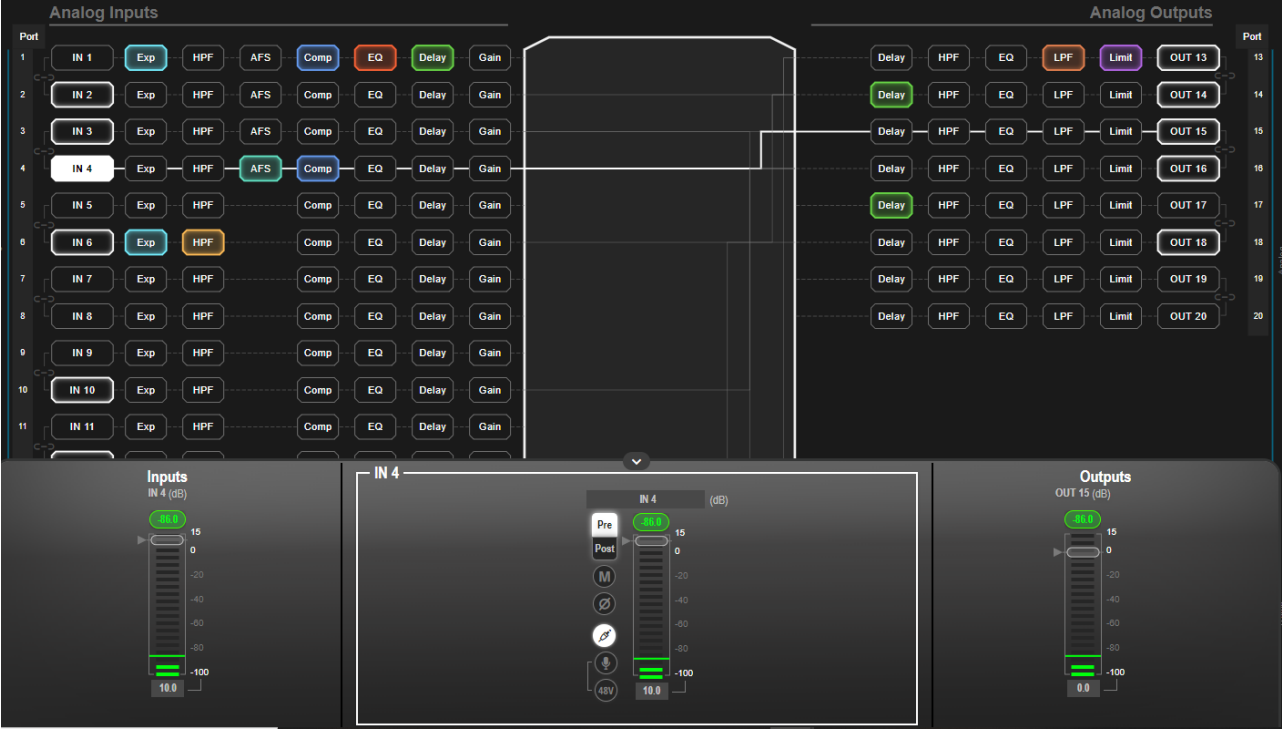 Analog Inputs Analog Outputs
Port Port
1 IN 1 Exp HPF AFS Comp EQ Delay Gain Delay HPF EQ LPF Limit OUT 13 13
2 IN 2 Exp HPF AFS Comp EQ Delay Gain Delay HPF EQ LPF Limit OUT 14 14
3 IN 3 Exp HPF AFS Comp EQ Delay Gain Delay HPF EQ LPF Limit OUT 15 15
4 IN 4 Exp HPF AFS Comp EQ Delay Gain Delay HPF EQ LPF Limit OUT 16 16
5 IN 5 Exp HPF Comp EQ Delay Gain Delay HPF EQ LPF Limit OUT 17 17
6 IN 6 Exp HPF Comp EQ Delay Gain Delay HPF EQ LPF Limit OUT 18 18
7 IN 7 Exp HPF Comp EQ Delay Gain Delay HPF EQ LPF Limit OUT 19 19
8 IN 8 Exp HPF Comp EQ Delay Gain Delay HPF EQ LPF Limit OUT 20 20
9 IN 9 Exp HPF Comp EQ Delay Gain
10 IN 10 Exp HPF Comp EQ Delay Gain
11 IN 11 Exp HPF Comp EQ Delay Gain
Inputs
IN 4 (dB)
-86.0
15
0
-20
-40
-60
-80
-100
10.0
IN 4
IN 4 (dB)
Pre
Post
M
Ø
48V
-86.0
15
0
-20
-40
-60
-80
-100
10.0
Outputs
OUT 15 (dB)
-86.0
15
0
-20
-40
-60
-80
-100
0.0